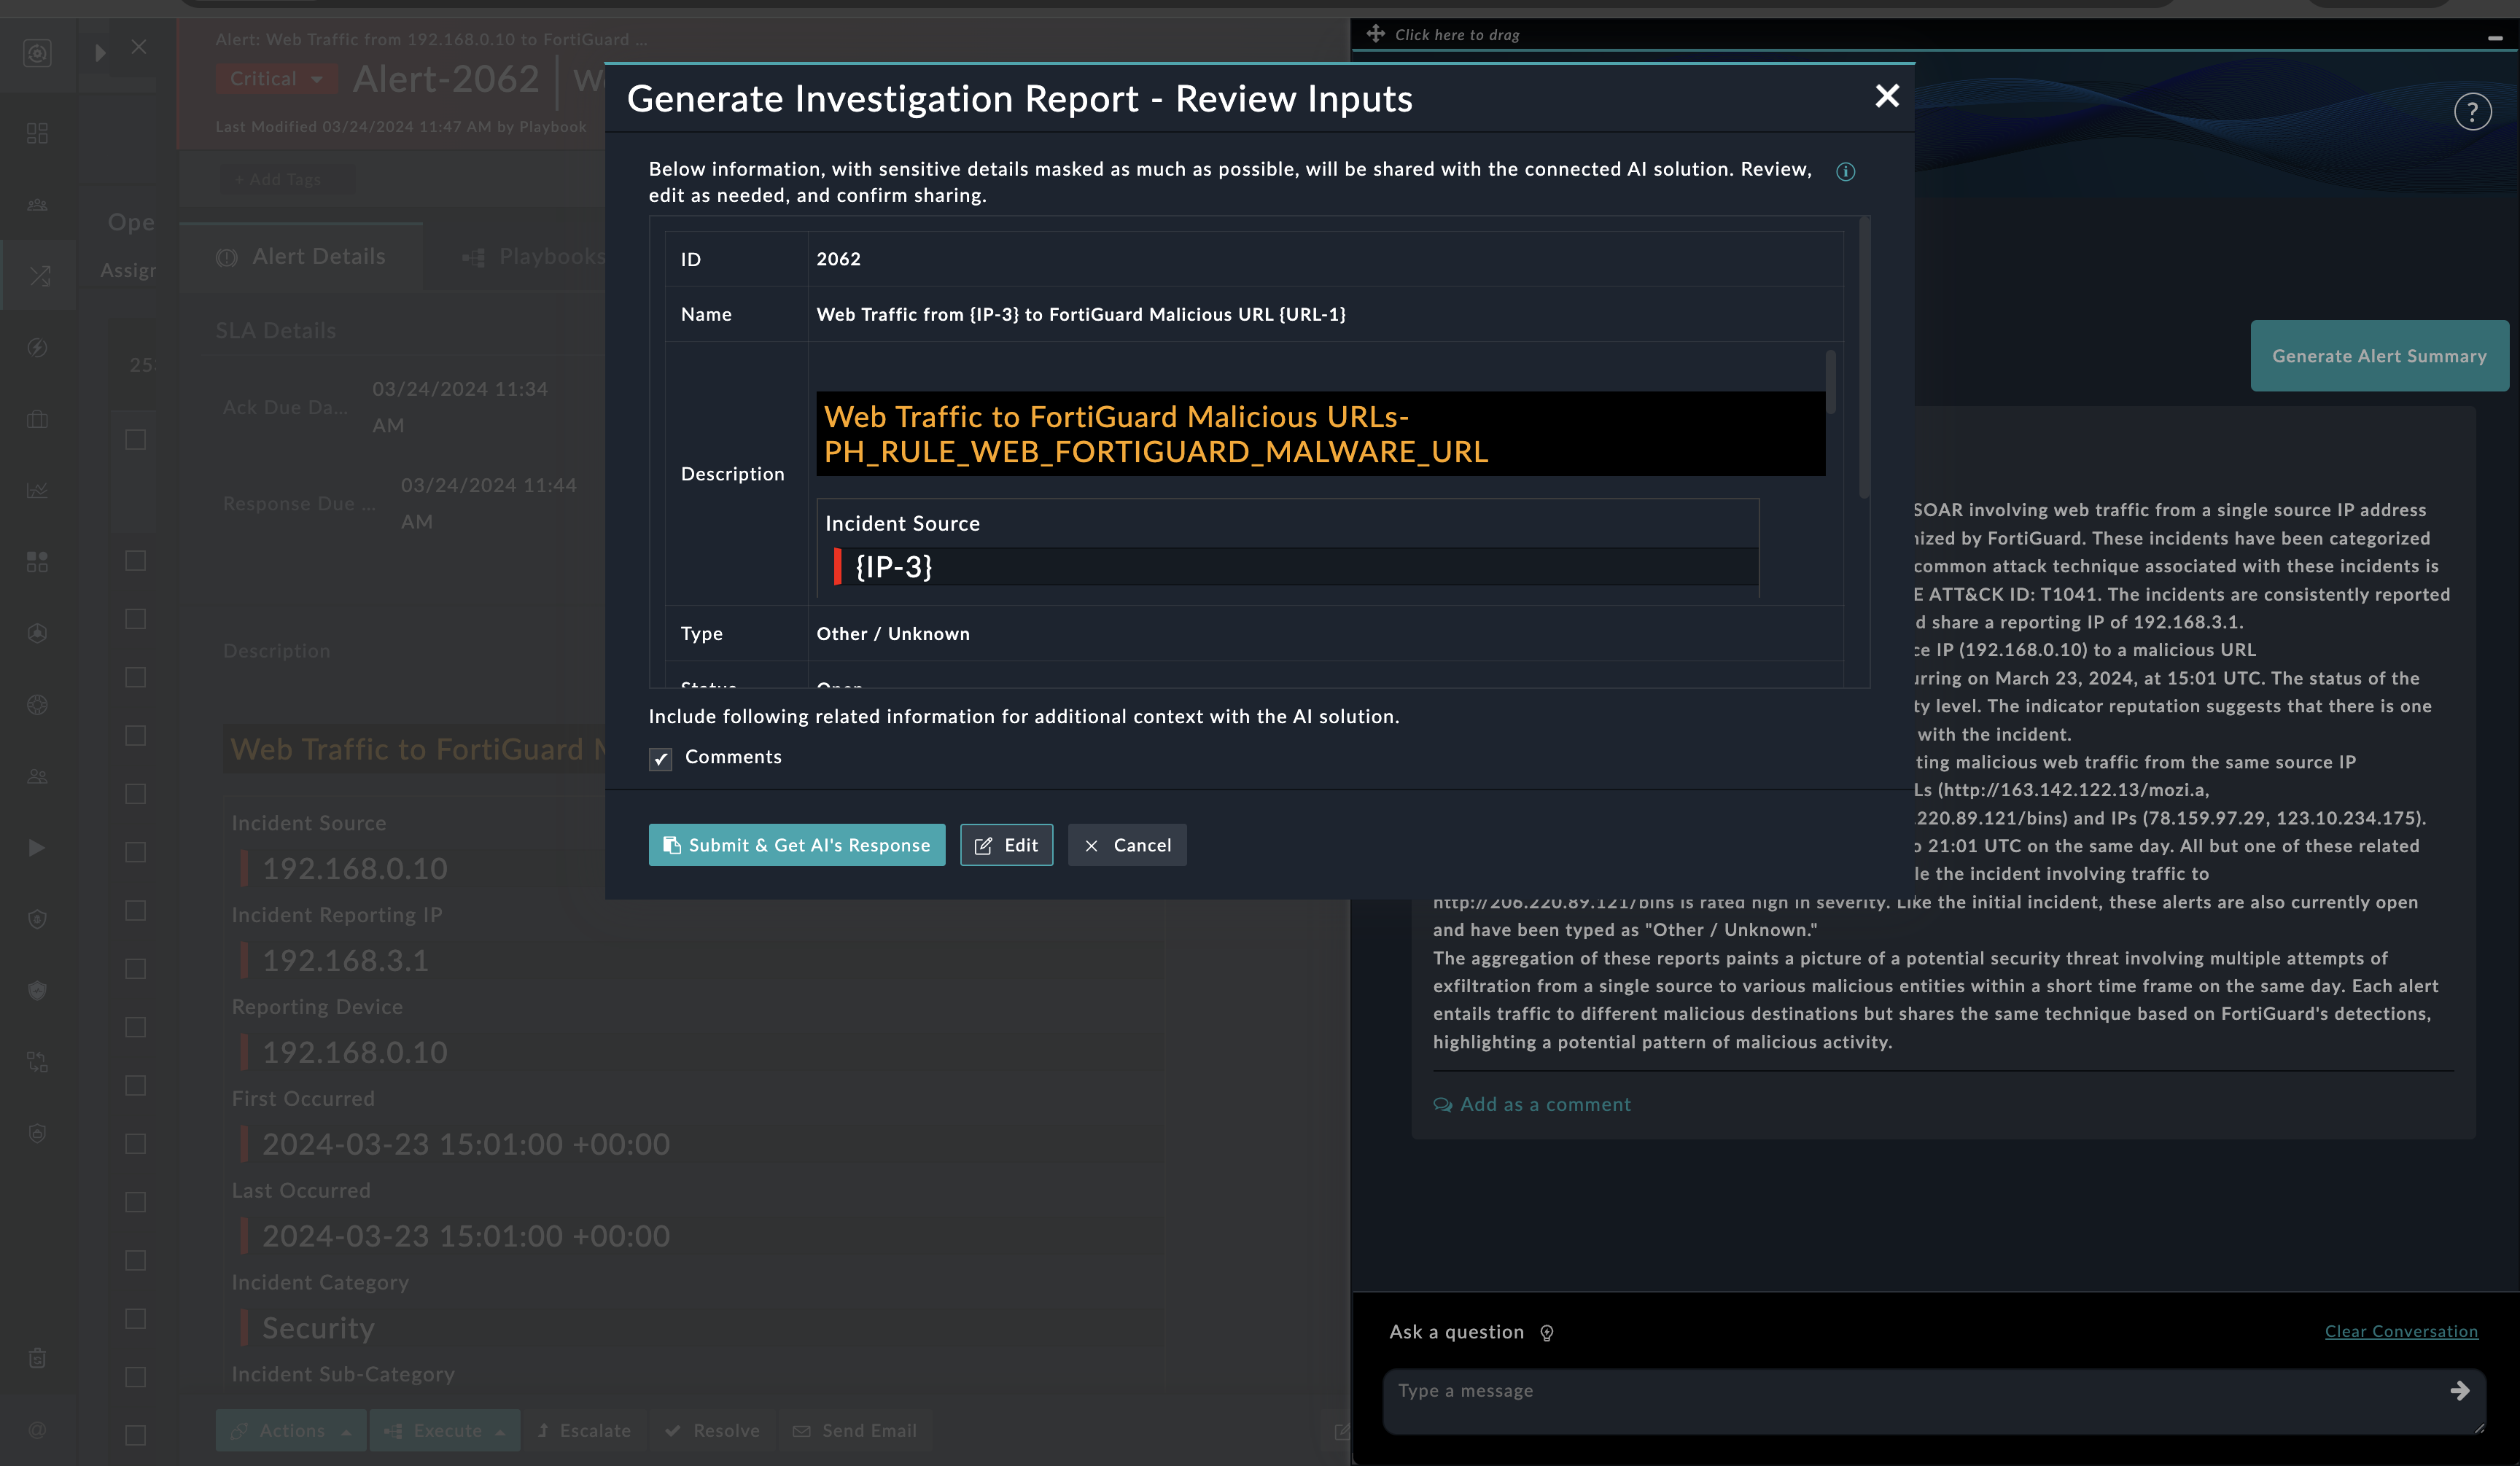 Alert: Web Traffic from 192.168.0.10 to FortiGuard ...
Critical
Alert-2062
Last Modified 03/24/2024 11:47 AM by Playbook
+ Add Tags
Ope
Assign
253
Alert Details
Playbooks
SLA Details
Ack Due Da...
03/24/2024 11:34
AM
Response Due ...
03/24/2024 11:44
AM
Description
Web Traffic to FortiGuard
Incident Source
192.168.0.10
Incident Reporting IP
192.168.3.1
Reporting Device
192.168.0.10
First Occurred
2024-03-23 15:01:00 +00:00
Last Occurred
2024-03-23 15:01:00 +00:00
Incident Category
Security
Incident Sub-Category
Actions
Execute
Escalate
Resolve
Send Email
Generate Investigation Report - Review Inputs
Below information, with sensitive details masked as much as possible, will be shared with the connected AI solution. Review,
edit as needed, and confirm sharing.
ID
2062
Name
Web Traffic from {IP-3} to FortiGuard Malicious URL {URL-1}
Description
Web Traffic to FortiGuard Malicious URLs-
PH_RULE_WEB_FORTIGUARD_MALWARE_URL
Incident Source
{IP-3}
Type
Other / Unknown
Status
Open
Include following related information for additional context with the AI solution.
Comments
Submit & Get AI's Response
Edit
Cancel
Click here to drag
?
Generate Alert Summary
SOAR involving web traffic from a single source IP address
nized by FortiGuard. These incidents have been categorized
common attack technique associated with these incidents is
E ATT&CK ID: T1041. The incidents are consistently reported
d share a reporting IP of 192.168.3.1.
ce IP (192.168.0.10) to a malicious URL
urring on March 23, 2024, at 15:01 UTC. The status of the
ty level. The indicator reputation suggests that there is one
with the incident.
ting malicious web traffic from the same source IP
Ls (http://163.142.122.13/mozi.a,
.220.89.121/bins) and IPs (78.159.97.29, 123.10.234.175).
o 21:01 UTC on the same day. All but one of these related
le the incident involving traffic to
http://206.220.89.121/bins is rated high in severity. Like the initial incident, these alerts are also currently open
and have been typed as "Other / Unknown."
The aggregation of these reports paints a picture of a potential security threat involving multiple attempts of
exfiltration from a single source to various malicious entities within a short time frame on the same day. Each alert
entails traffic to different malicious destinations but shares the same technique based on FortiGuard's detections,
highlighting a potential pattern of malicious activity.
Add as a comment
Ask a question
Clear Conversation
Type a message